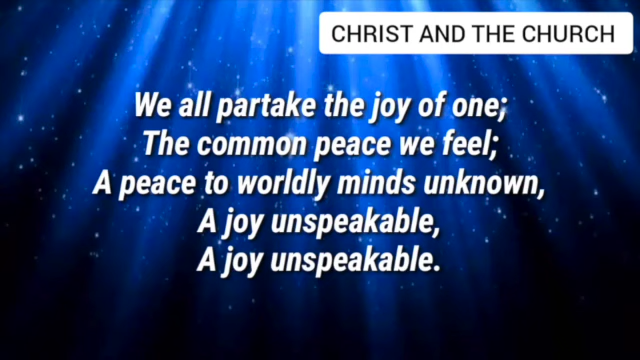 CHRIST AND THE CHURCH
We all partake the joy of one;
The common peace we feel;
A peace to worldly minds unknown,
A joy unspeakable,
A joy unspeakable.